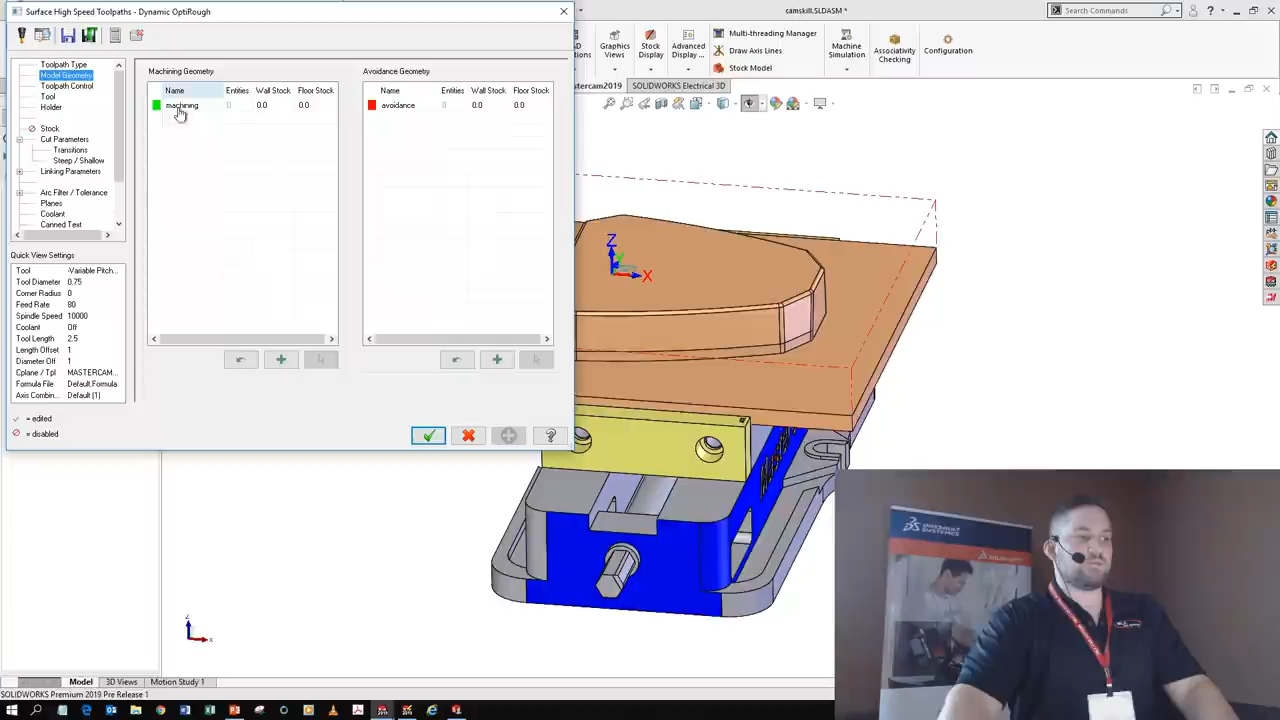 Surface High Speed Toolpaths - Dynamic OptiRough
camskill.SLDASM *
Search Commands
Toolpath Type
Model Geometry
Toolpath Control
Tool
Holder
Stock
Cut Parameters
Transitions
Steep / Shallow
Linking Parameters
Arc Filter / Tolerance
Planes
Coolant
Canned Text
Quick View Settings
Tool -Variable Pitch...
Tool Diameter 0.75
Corner Radius 0
Feed Rate 80
Spindle Speed 10000
Coolant Off
Tool Length 2.5
Length Offset 1
Diameter Off 1
Cplane / Tpl MASTERCAM...
Formula File Default.Formula
Axis Combin... Default (1)
= edited
= disabled
Machining Geometry
Name Entities Wall Stock Floor Stock
machining 0 0.0 0.0
Avoidance Geometry
Name Entities Wall Stock Floor Stock
avoidance 0 0.0 0.0
Graphics Views
Stock Display
Advanced Display ...
Multi-threading Manager
Draw Axis Lines
Stock Model
Machine Simulation
Associativity Checking
Configuration
tercam2019
SOLIDWORKS Electrical 3D
Z
Y
X
z
x
DASSAULT SYSTEMES
Model
3D Views
Motion Study 1
SOLIDWORKS Premium 2019 Pre Release 1